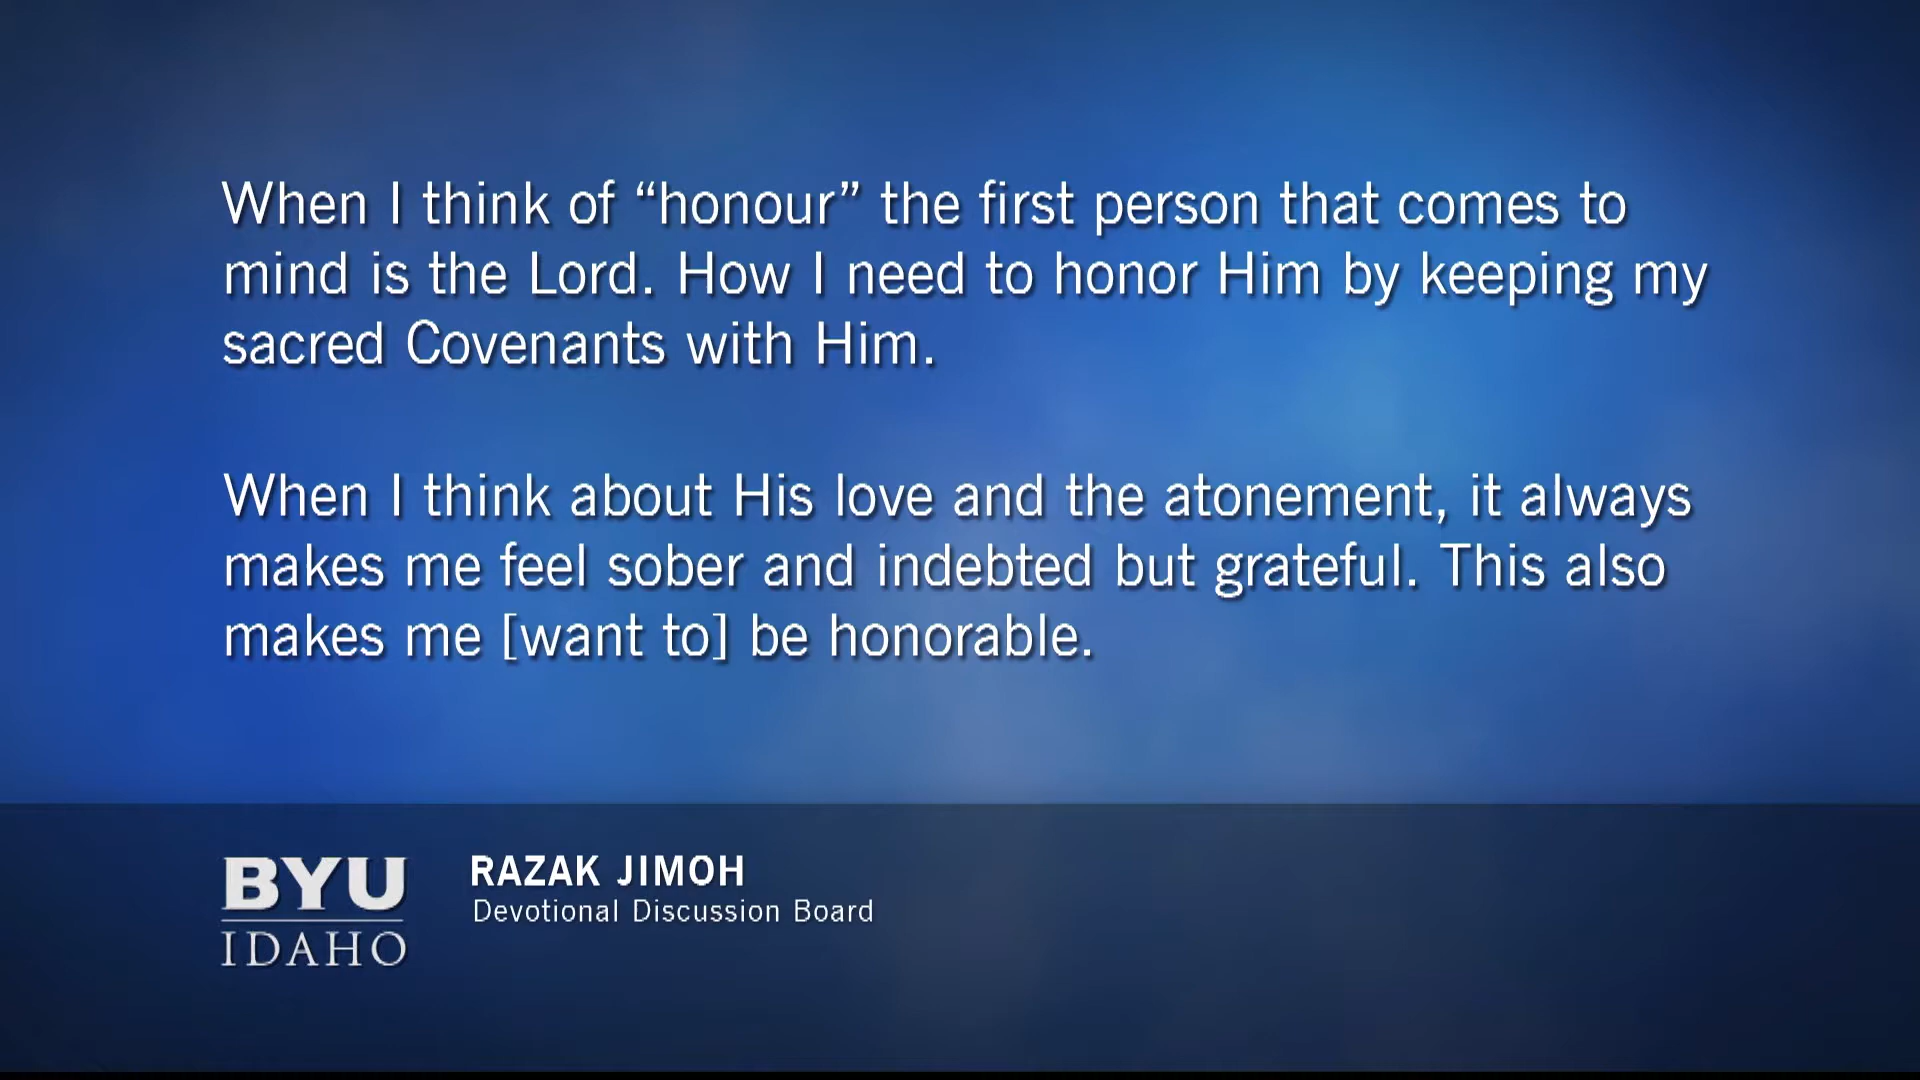 When I think of “honour” the first person that comes to
mind is the Lord. How I need to honor Him by keeping my
sacred Covenants with Him.
When I think about His love and the atonement, it always
makes me feel sober and indebted but grateful. This also
makes me [want to] be honorable.
BYU
IDAHO
RAZAK JIMOH
Devotional Discussion Board